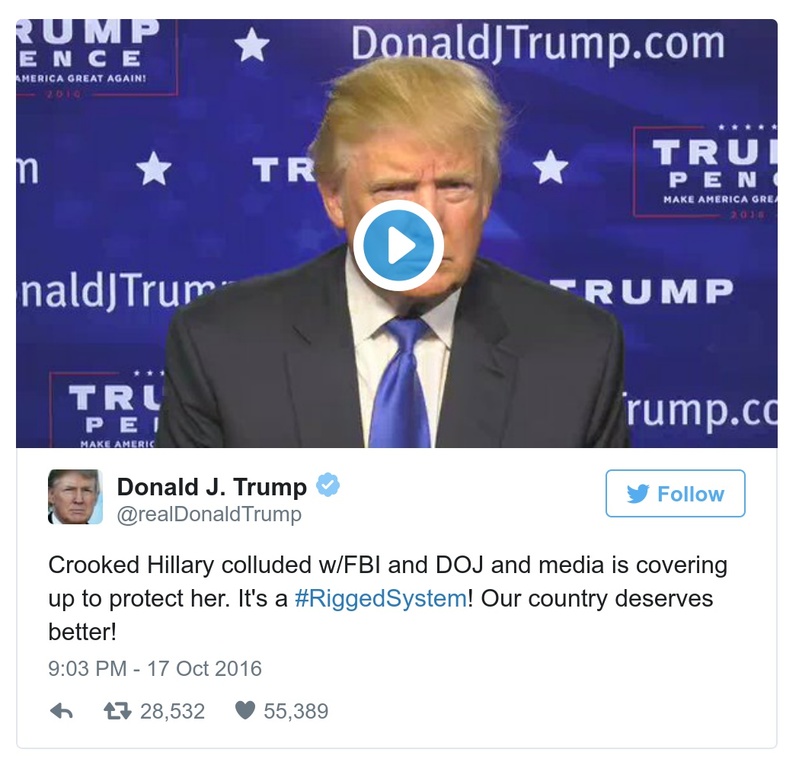 RUMP
ENCE
AMERICA GREAT AGAIN!
DonaldJTrump.com
m
TR
TRU
PEN
MAKE AMERICA GREA
2016
naldJTrum
TRUMP
TRU
PE
MAKE AMERIC
rump.co
Donald J. Trump
@realDonaldTrump
Follow
Crooked Hillary colluded w/FBI and DOJ and media is covering
up to protect her. It's a #RiggedSystem! Our country deserves
better!
9:03 PM - 17 Oct 2016
28,532 55,389